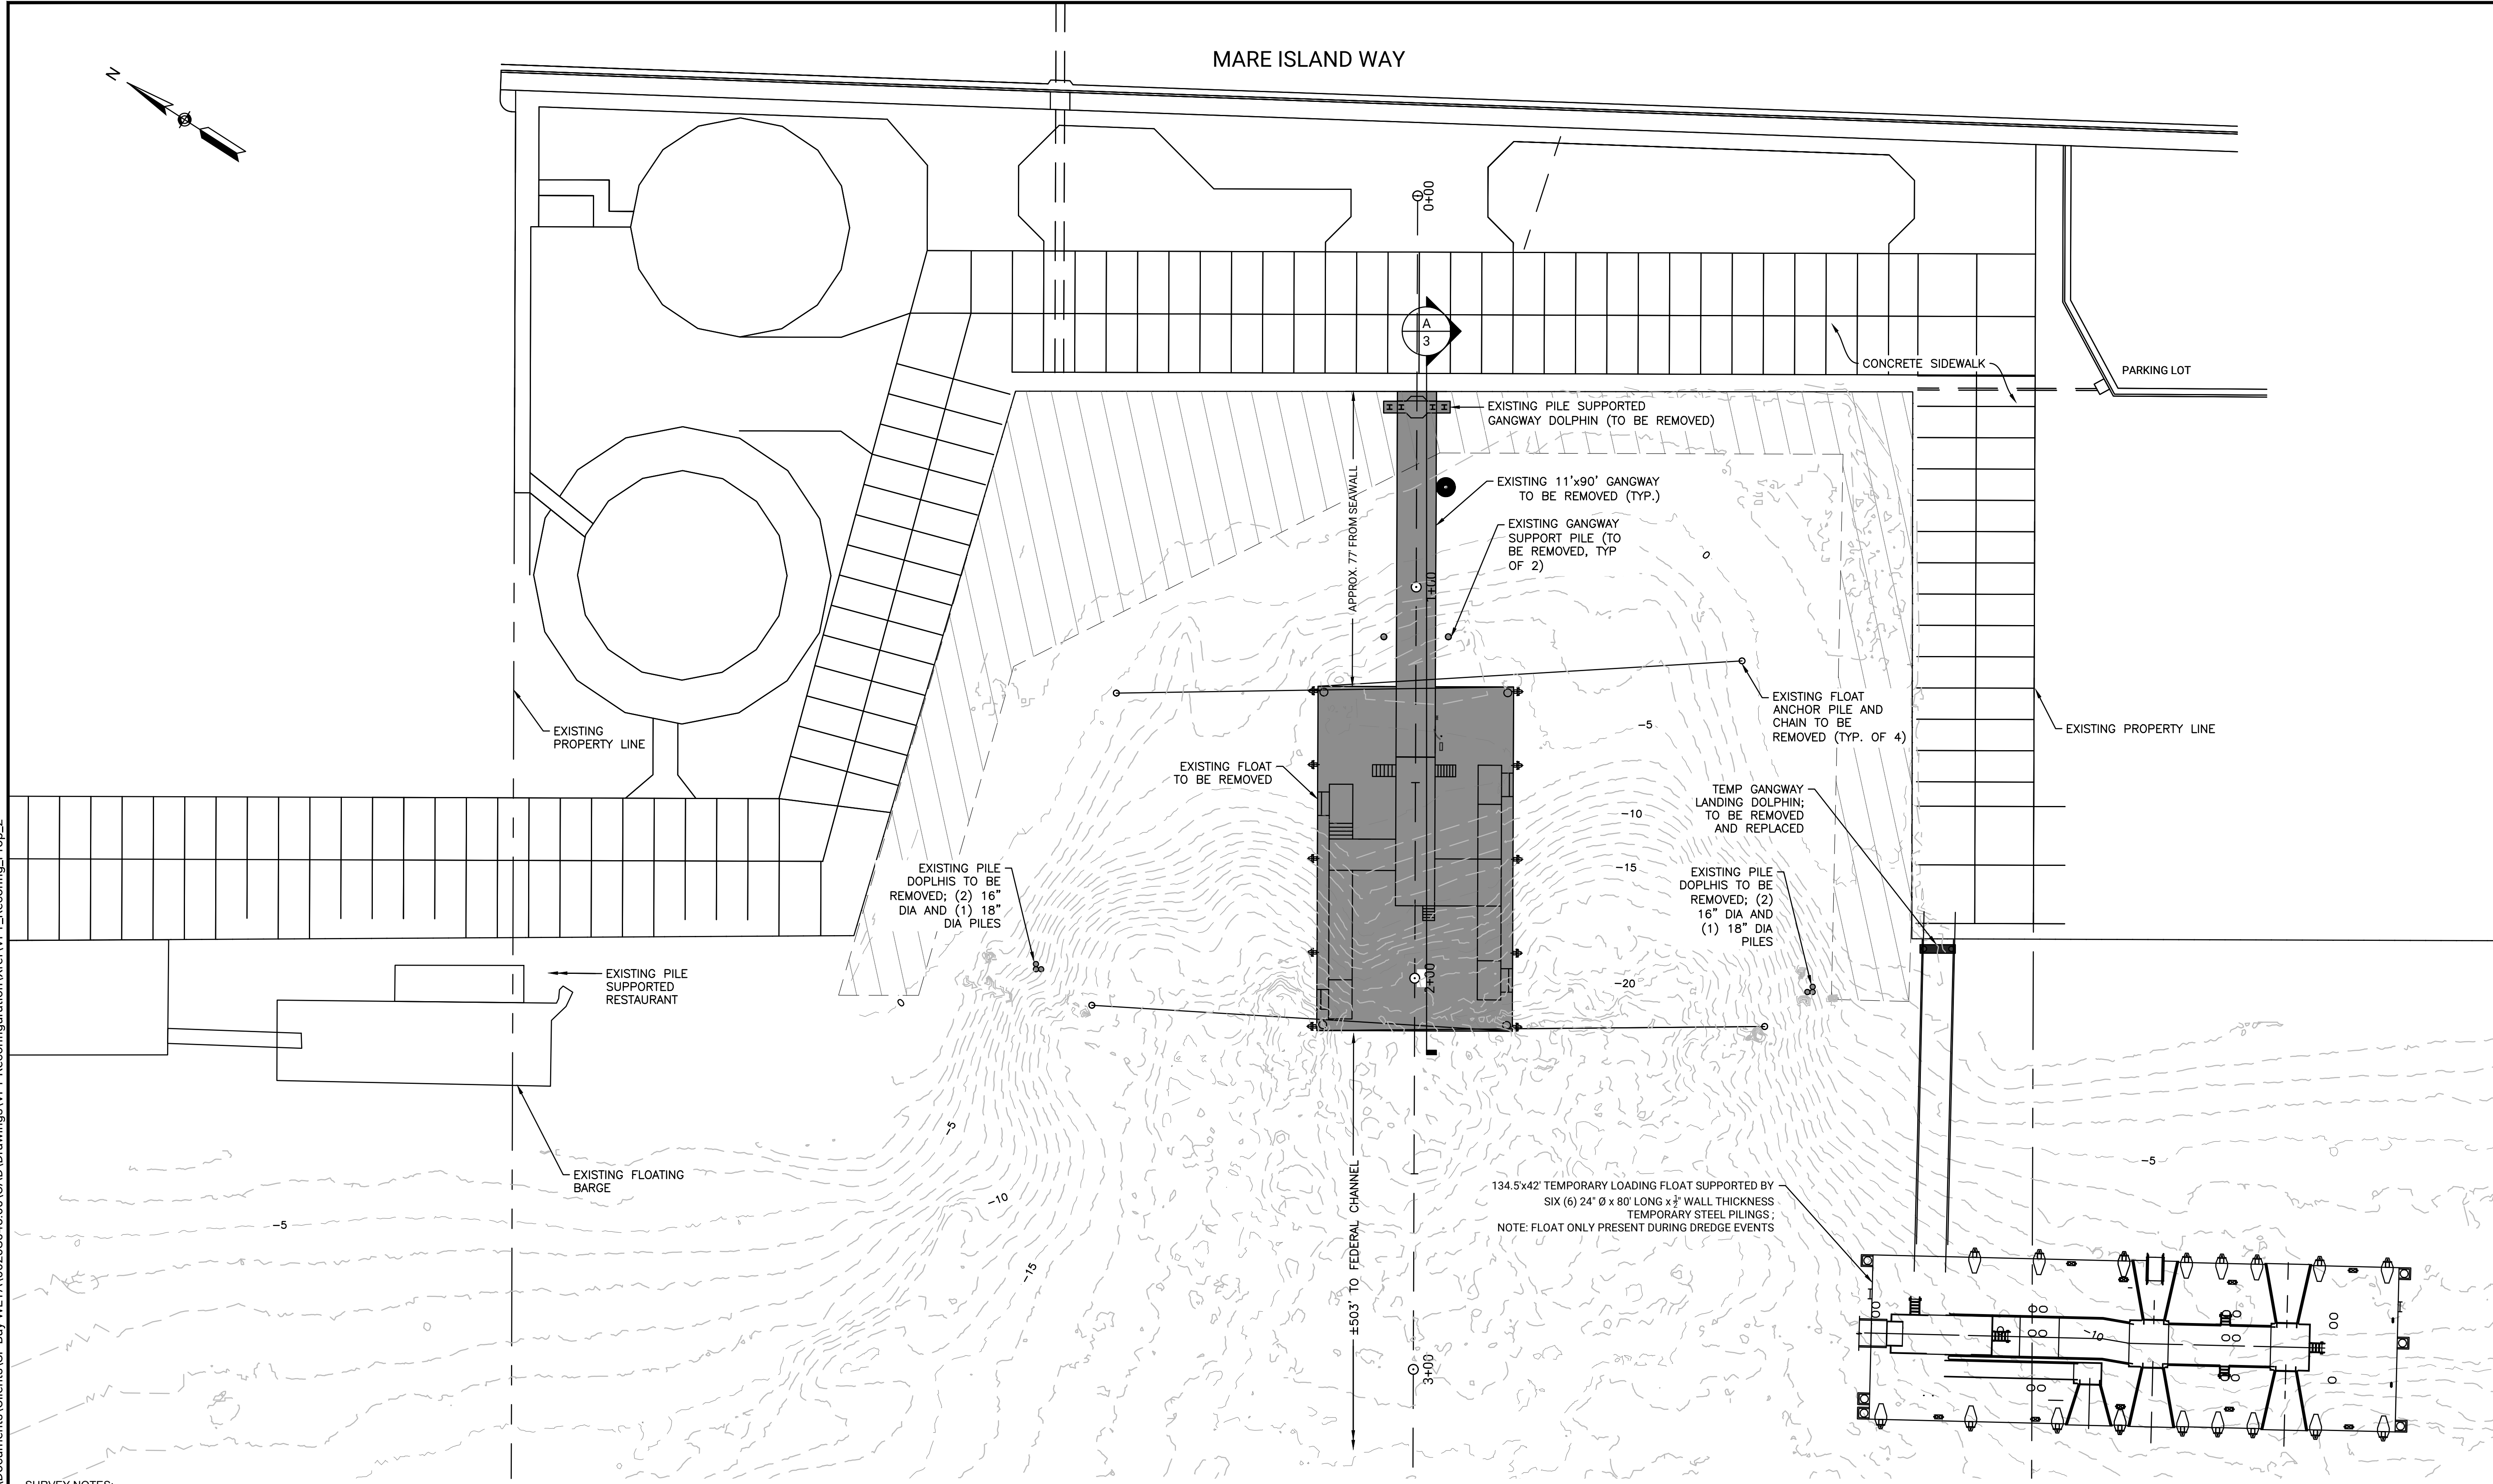 MARE ISLAND WAY
N
0+00
A
3
CONCRETE SIDEWALK
PARKING LOT
EXISTING PILE SUPPORTED
GANGWAY DOLPHIN (TO BE REMOVED)
APPROX. 77' FROM SEAWALL
EXISTING 11'x90' GANGWAY
TO BE REMOVED (TYP.)
EXISTING GANGWAY
SUPPORT PILE (TO
BE REMOVED, TYP
OF 2)
0
1+00
EXISTING FLOAT
ANCHOR PILE AND
CHAIN TO BE
REMOVED (TYP. OF 4)
EXISTING
PROPERTY LINE
EXISTING PROPERTY LINE
-5
EXISTING FLOAT
TO BE REMOVED
TEMP GANGWAY
LANDING DOLPHIN;
TO BE REMOVED
AND REPLACED
-10
-15
EXISTING PILE
DOPLHIS TO BE
REMOVED; (2) 16"
DIA AND (1) 18"
DIA PILES
EXISTING PILE
DOPLHIS TO BE
REMOVED; (2)
16" DIA AND
(1) 18" DIA
PILES
EXISTING PILE
SUPPORTED
RESTAURANT
0
2+00
-20
-5
EXISTING FLOATING
BARGE
-10
-5
-15
±503' TO FEDERAL CHANNEL
-5
134.5'x42' TEMPORARY LOADING FLOAT SUPPORTED BY
SIX (6) 24" Ø x 80' LONG x ½" WALL THICKNESS
TEMPORARY STEEL PILINGS ;
NOTE: FLOAT ONLY PRESENT DURING DREDGE EVENTS
-10
3+00
SURVEY NOTES: